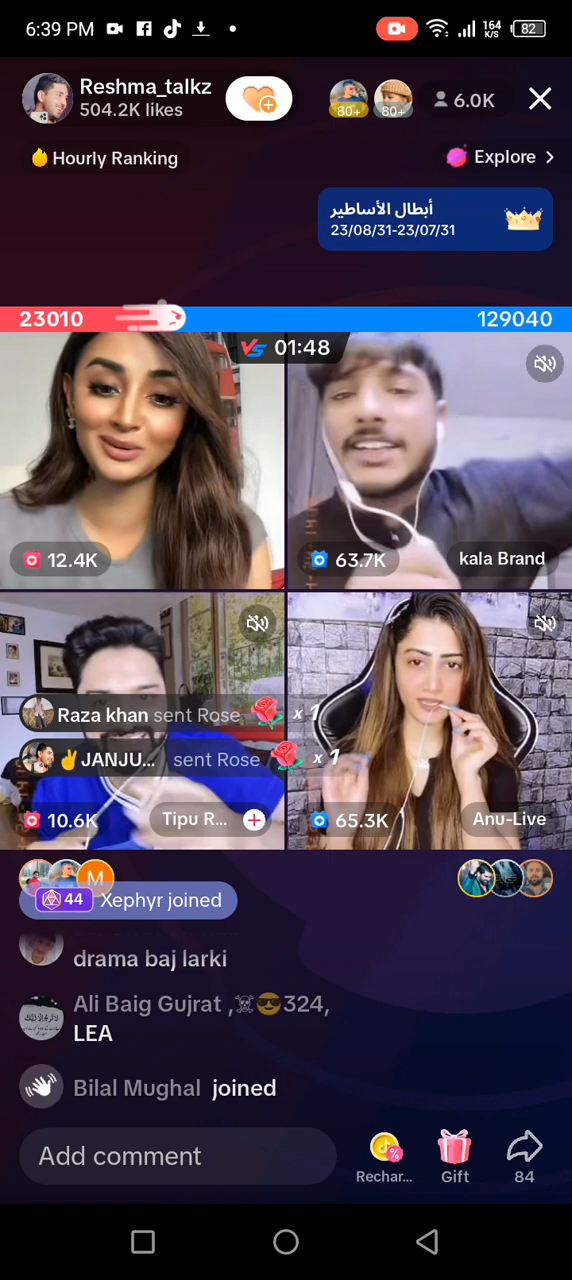 6:39 PM
164
K/S
82
Reshma_talkz
504.2K likes
80+
80+
6.0K
Hourly Ranking
Explore
أبطال الأساطير
23/08/31-23/07/31
23010
129040
VS 01:48
12.4K
63.7K
kala Brand
Raza khan sent Rose x 1
JANJU... sent Rose x 1
10.6K
Tipu R...
65.3K
Anu-Live
M
44 Xephyr joined
drama baj larki
Ali Baig Gujrat ,☠😎324,
LEA
Bilal Mughal joined
Add comment
Rechar...
Gift
84